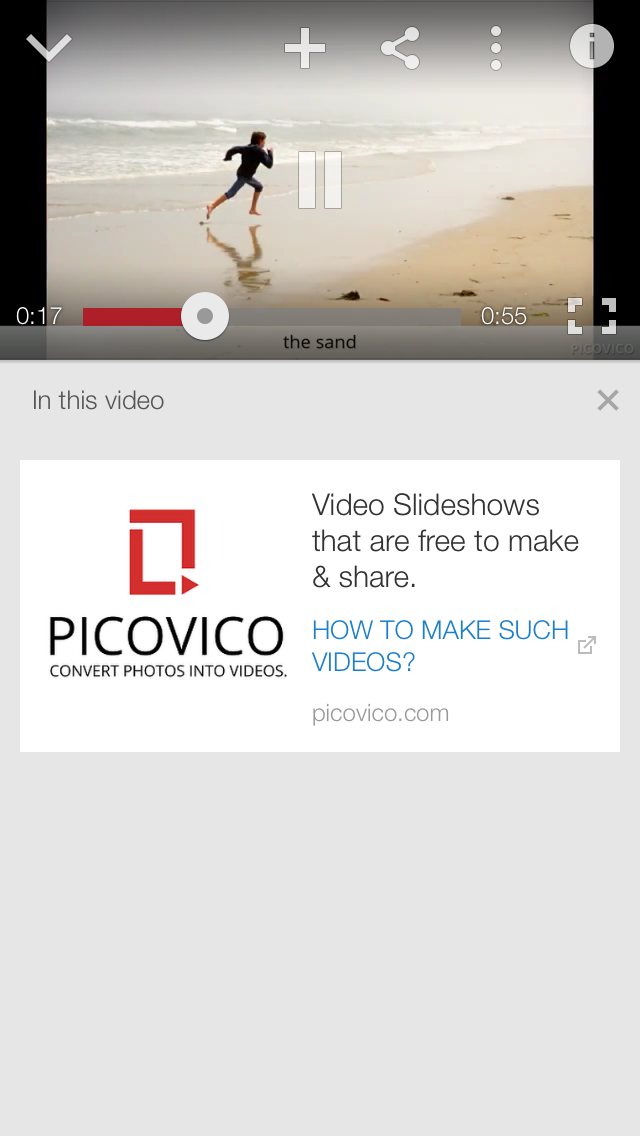 0:17
0:55
the sand
PICOVICO
In this video
Video Slideshows
that are free to make
& share.
PICOVICO
CONVERT PHOTOS INTO VIDEOS.
HOW TO MAKE SUCH
VIDEOS?
picovico.com